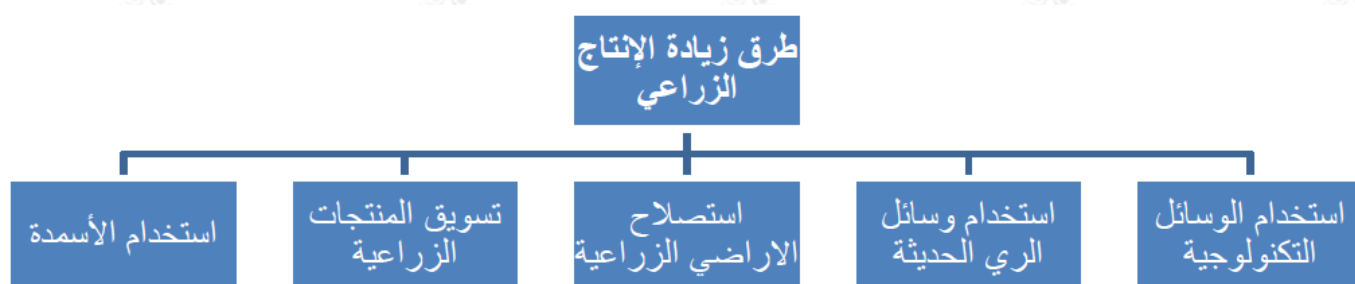 طرق زيادة الإنتاج
الزراعي
استخدام الوسائل
التكنولوجية
استخدام وسائل
الري الحديثة
استصلاح
الاراضي الزراعية
تسويق المنتجات
الزراعية
استخدام الأسمدة